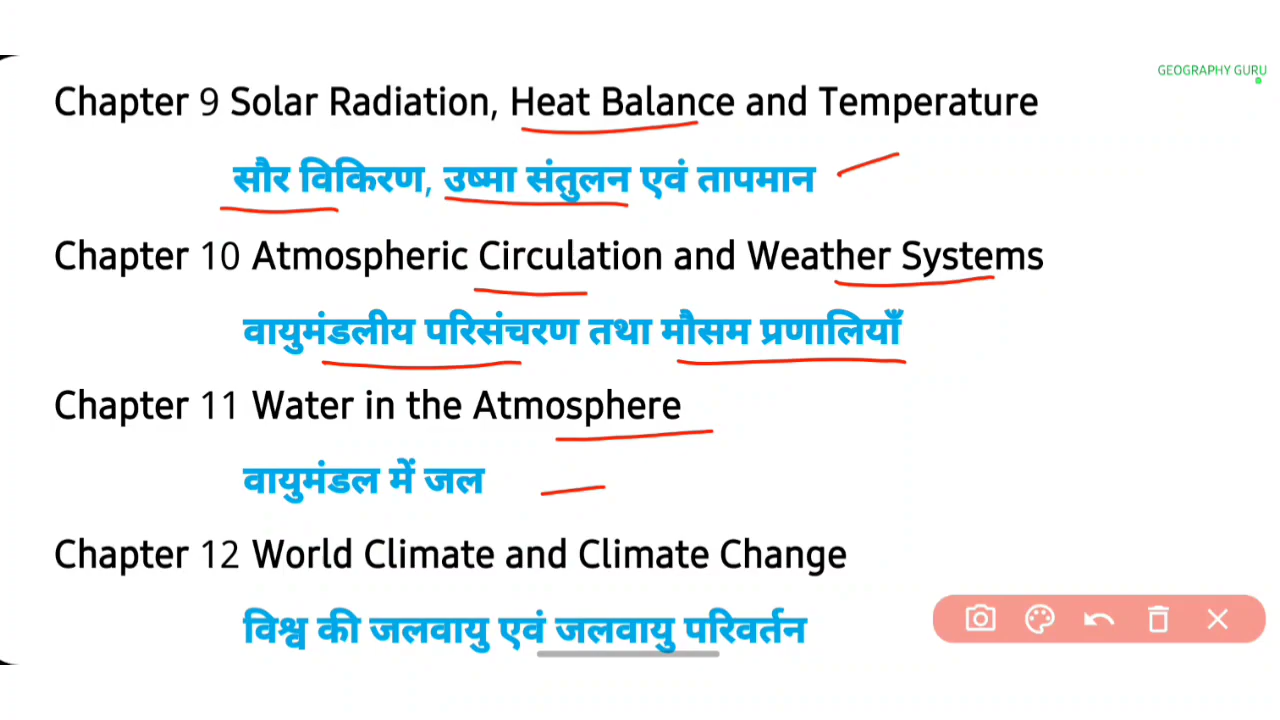 GEOGRAPHY GURU
Chapter 9 Solar Radiation, Heat Balance and Temperature
सौर विकिरण, उष्मा संतुलन एवं तापमान
Chapter 10 Atmospheric Circulation and Weather Systems
वायुमंडलीय परिसंचरण तथा मौसम प्रणालियाँ
Chapter 11 Water in the Atmosphere
वायुमंडल में जल
Chapter 12 World Climate and Climate Change
विश्व की जलवायु एवं जलवायु परिवर्तन